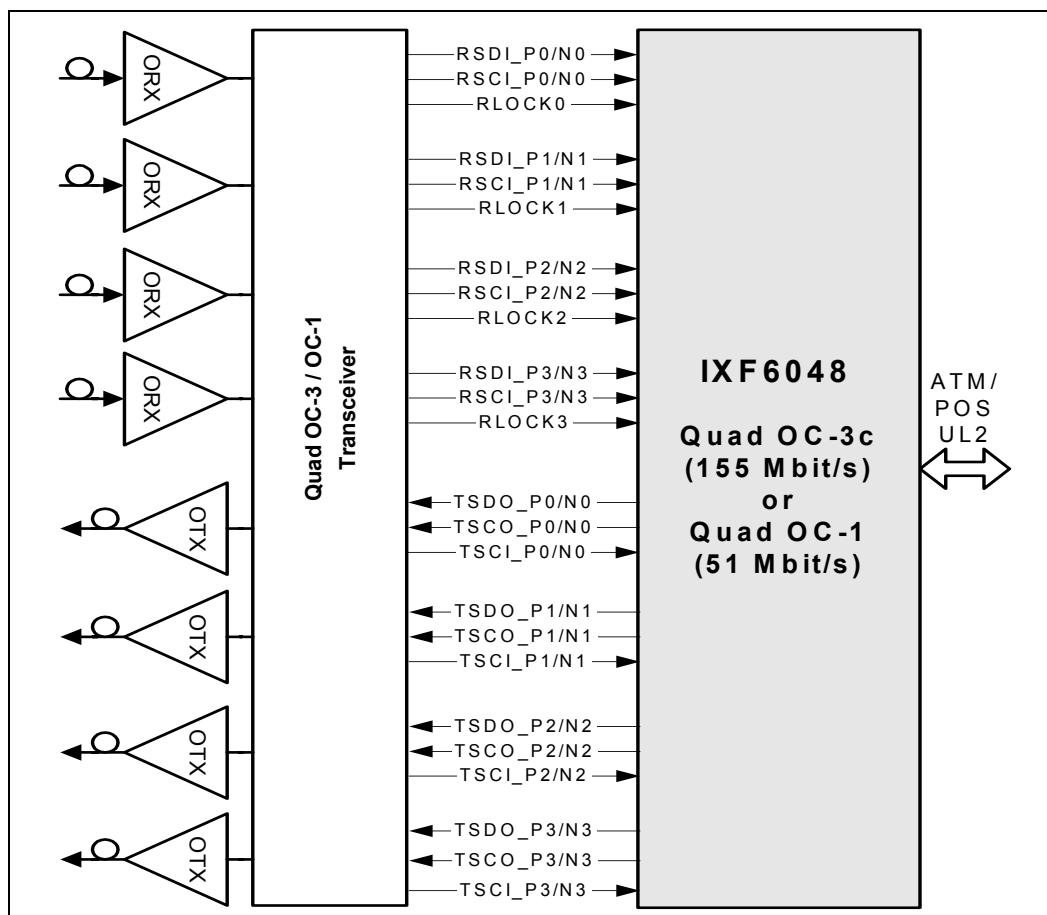 ORX
ORX
ORX
ORX
OTX
OTX
OTX
OTX
Quad OC-3 / OC-1
Transceiver
RSDI_P0/N0
RSCI_P0/N0
RLOCK0
RSDI_P1/N1
RSCI_P1/N1
RLOCK1
RSDI_P2/N2
RSCI_P2/N2
RLOCK2
RSDI_P3/N3
RSCI_P3/N3
RLOCK3
TSDO_P0/N0
TSCO_P0/N0
TSCI_P0/N0
TSDO_P1/N1
TSCO_P1/N1
TSCI_P1/N1
TSDO_P2/N2
TSCO_P2/N2
TSCI_P2/N2
TSDO_P3/N3
TSCO_P3/N3
TSCI_P3/N3
IXF6048
Quad OC-3c
(155 Mbit/s)
or
Quad OC-1
(51 Mbit/s)
ATM/
POS
UL2